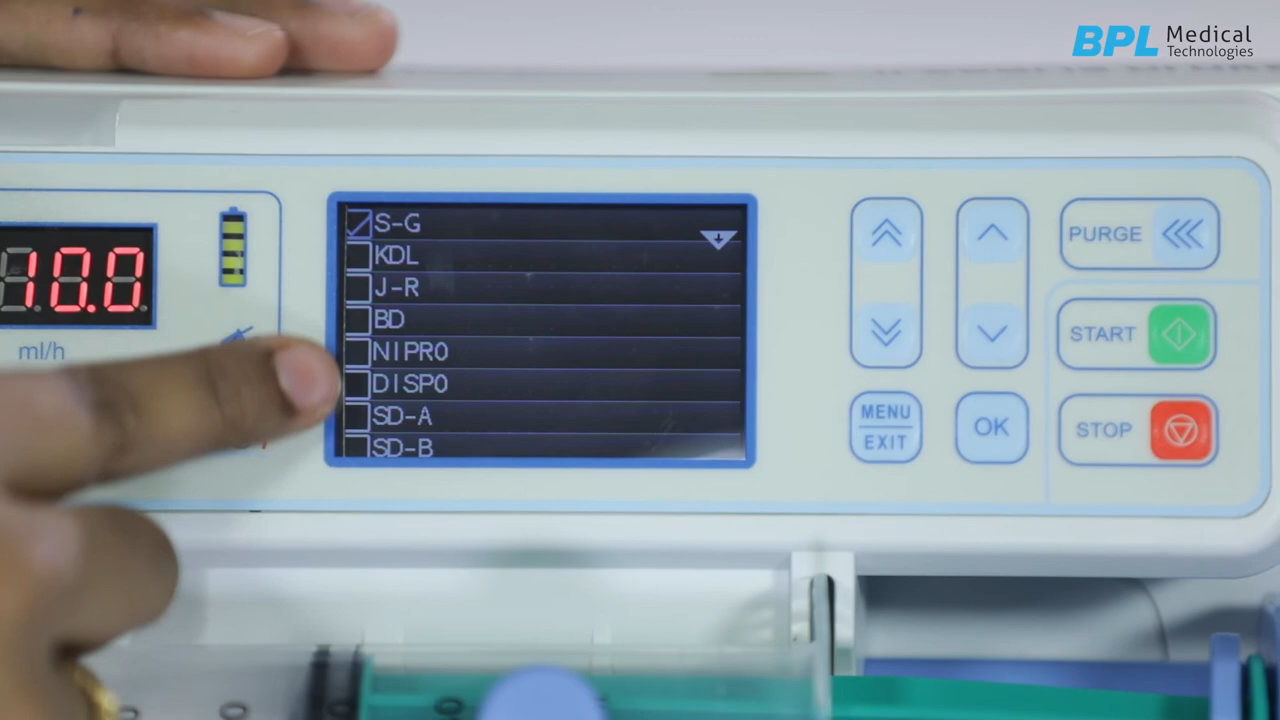 BPL Medical
Technologies
10.0
ml/h
S-G
KDL
J-R
BD
NIPRO
DISPO
SD-A
SD-B
PURGE
START
STOP
MENU
EXIT
OK